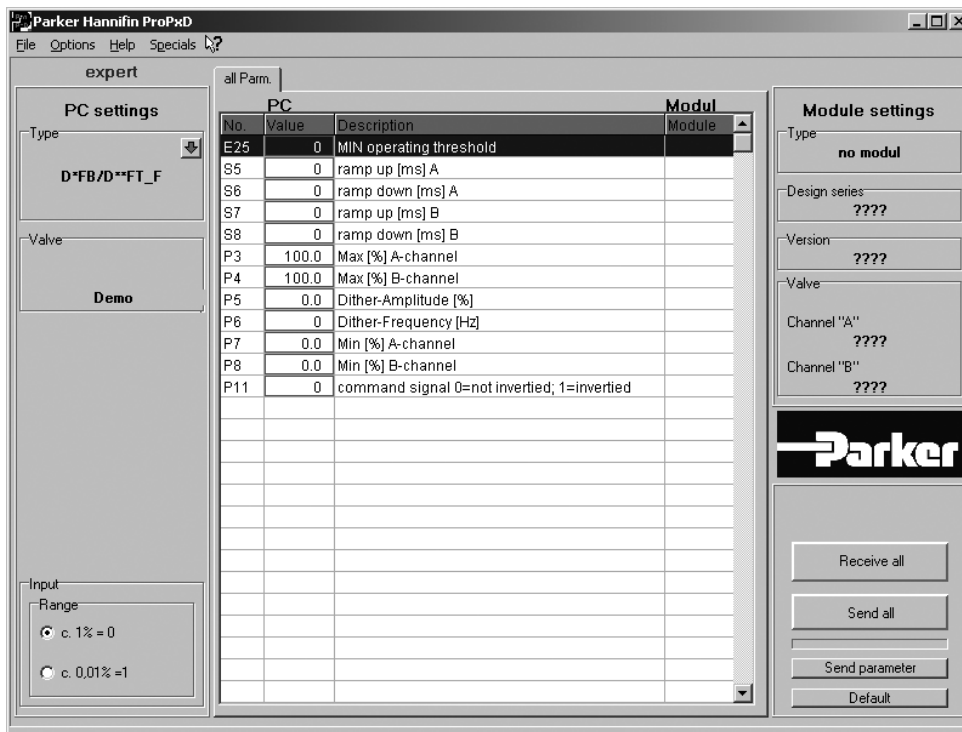 Parker Hannifin ProPxD
File Options Help Specials
expert
PC settings
Type
D*FB/D**FT_F
Valve
Demo
Input
Range
c. 1% = 0
c. 0,01% =1
all Parm.
PC Modul
No. Value Description Module
E25 0 MIN operating threshold
S5 0 ramp up [ms] A
S6 0 ramp down [ms] A
S7 0 ramp up [ms] B
S8 0 ramp down [ms] B
P3 100.0 Max [%] A-channel
P4 100.0 Max [%] B-channel
P5 0.0 Dither-Amplitude [%]
P6 0 Dither-Frequency [Hz]
P7 0.0 Min [%] A-channel
P8 0.0 Min [%] B-channel
P11 0 command signal 0=not invertied; 1=invertied
Module settings
Type
no modul
Design series
????
Version
????
Valve
Channel "A"
????
Channel "B"
????
Parker
Receive all
Send all
Send parameter
Default